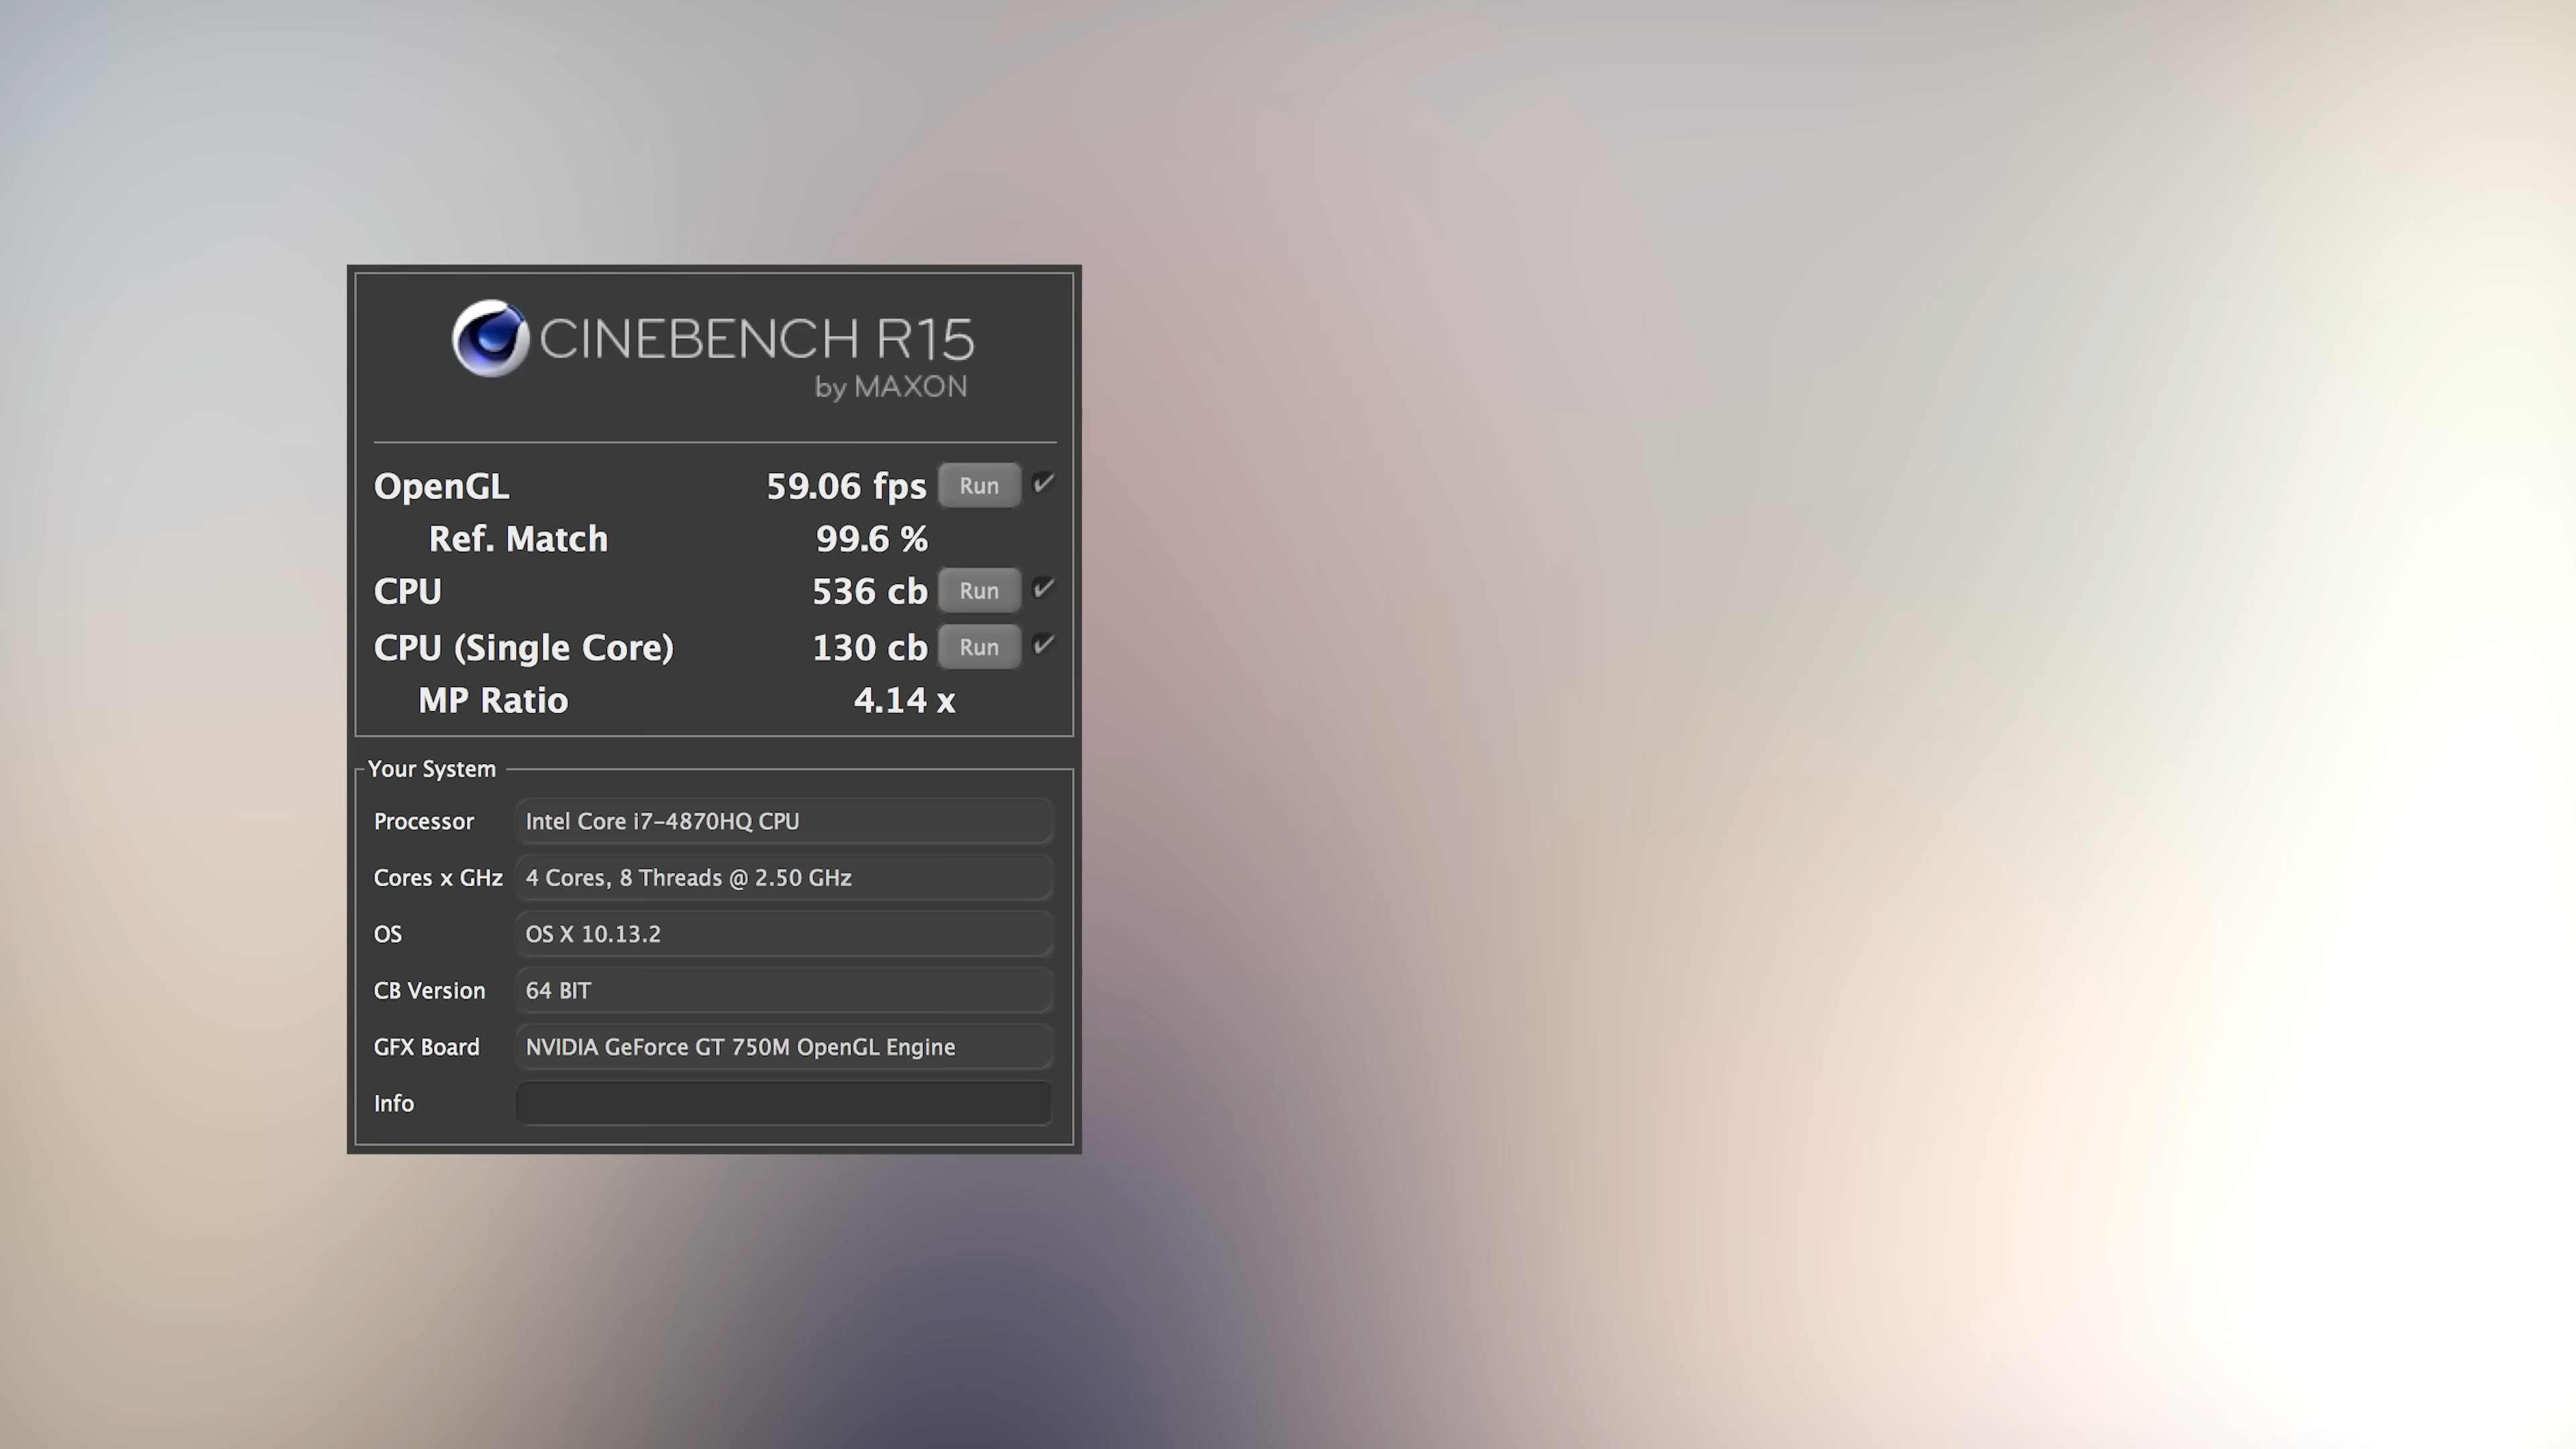 CINEBENCH R15
by MAXON
OpenGL 59.06 fps Run
Ref. Match 99.6 %
CPU 536 cb Run
CPU (Single Core) 130 cb Run
MP Ratio 4.14 x
Your System
Processor Intel Core i7-4870HQ CPU
Cores x GHz 4 Cores, 8 Threads @ 2.50 GHz
OS OS X 10.13.2
CB Version 64 BIT
GFX Board NVIDIA GeForce GT 750M OpenGL Engine
Info